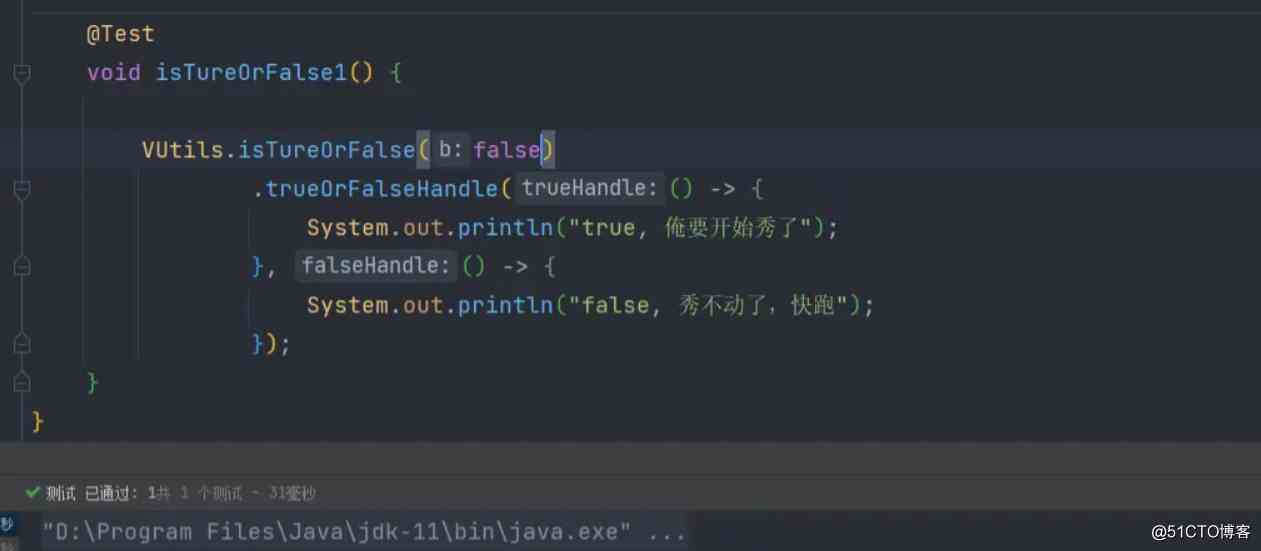 @Test
void isTureOrFalse1() {
VUtils.isTureOrFalse( b: false)
.trueOrFalseHandle( trueHandle: () -> {
System.out.println("true, 俺要开始秀了");
}, falseHandle: () -> {
System.out.println("false, 秀不动了，快跑");
});
}
}
测试 已通过: 1共 1 个测试 – 31毫秒
秒 "D:\Program Files\Java\jdk-11\bin\java.exe" ...
@51CTO博客